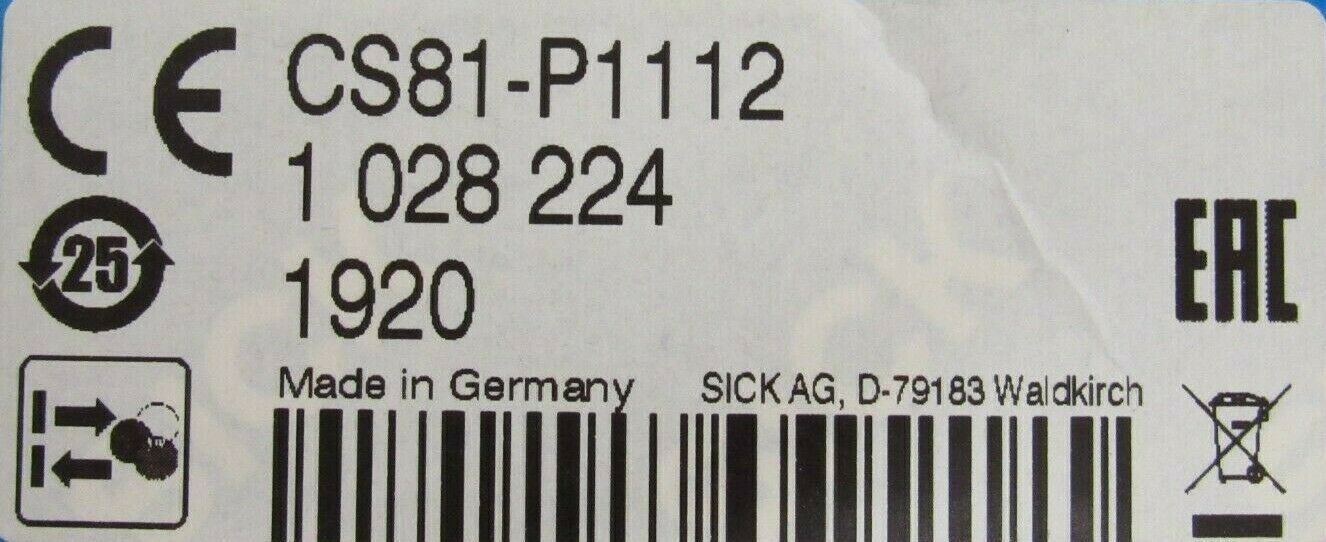 CE
CS81-P1112
1 028 224
25
1920
EAC
Made in Germany
SICK AG, D-79183 Waldkirch